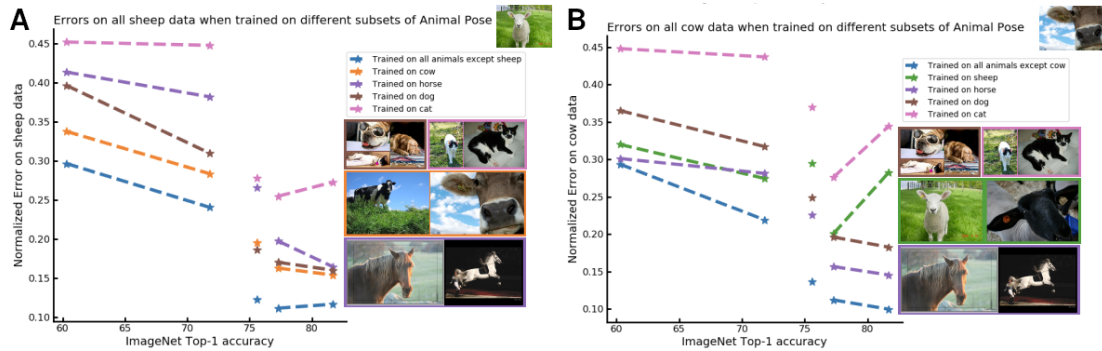 A
Errors on all sheep data when trained on different subsets of Animal Pose
Normalized Error on sheep data
0.45
0.40
0.35
0.30
0.25
0.20
0.15
0.10
60
65
70
75
80
ImageNet Top-1 accuracy
Trained on all animals except sheep
Trained on cow
Trained on horse
Trained on dog
Trained on cat
B
Errors on all cow data when trained on different subsets of Animal Pose
Normalized Error on cow data
0.45
0.40
0.35
0.30
0.25
0.20
0.15
0.10
60
65
70
75
80
ImageNet Top-1 accuracy
Trained on all animals except cow
Trained on sheep
Trained on horse
Trained on dog
Trained on cat